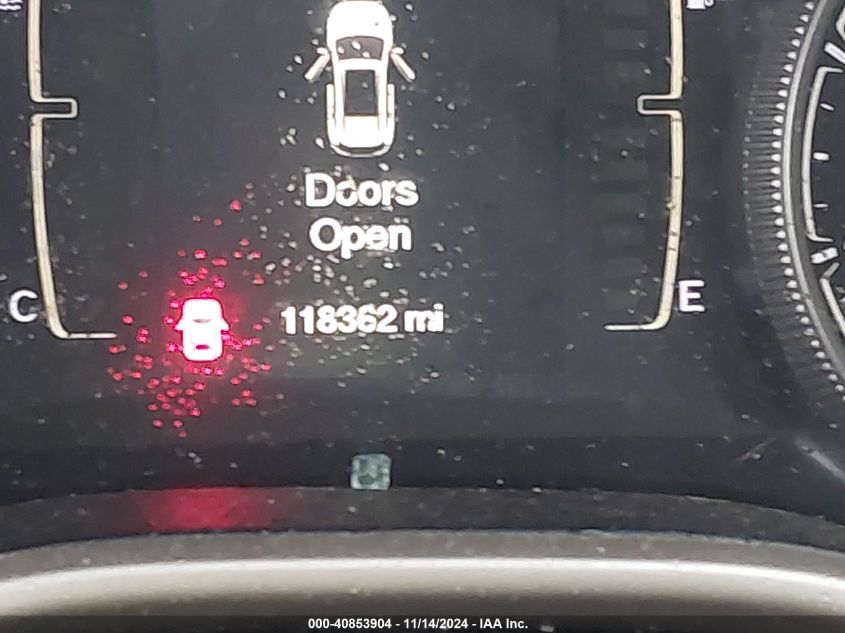 Doors
Open
C
E
118362 mi
000-40853904 - 11/14/2024 - IAA Inc.